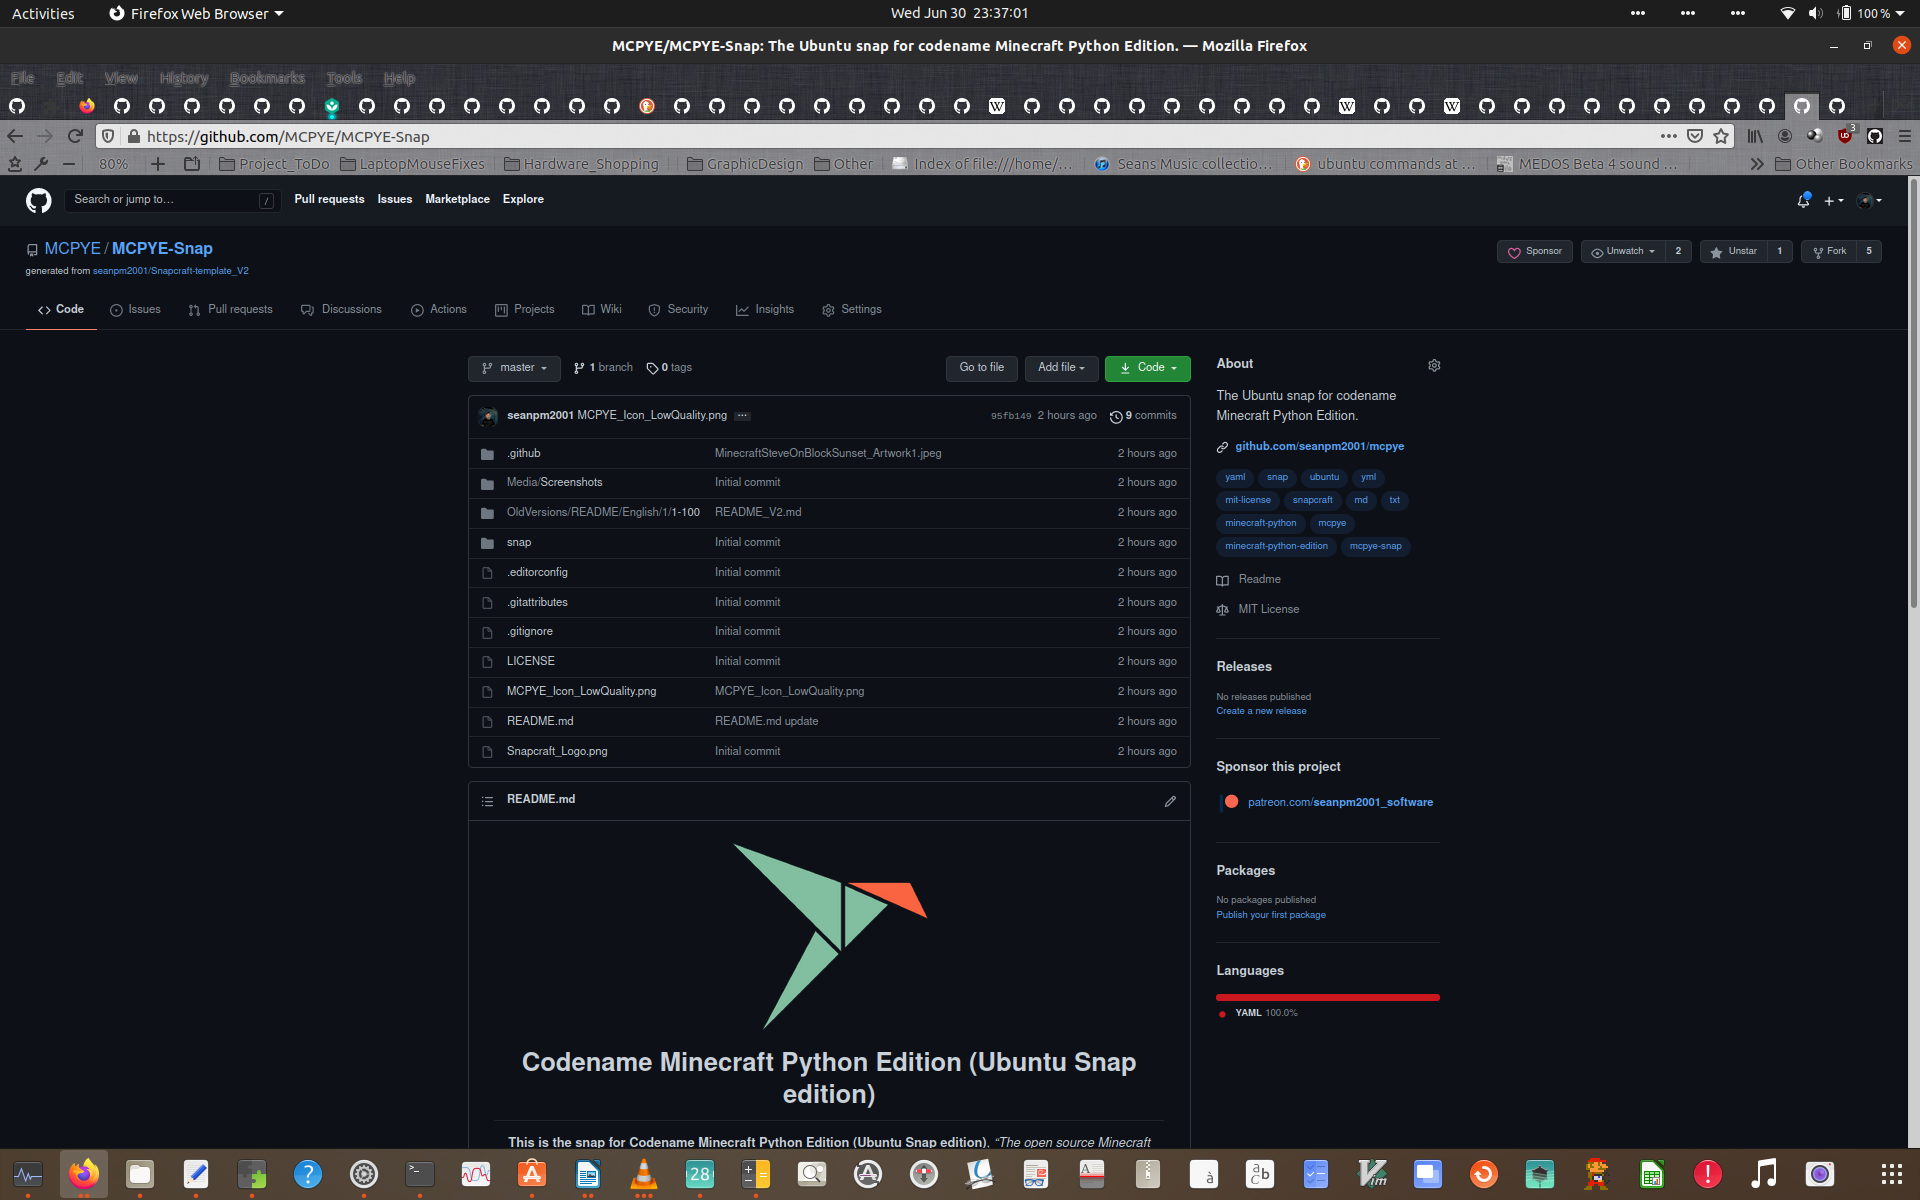 Activities
Firefox Web Browser
Wed Jun 30 23:37:01
100 %
MCPYE/MCPYE-Snap: The Ubuntu snap for codename Minecraft Python Edition. — Mozilla Firefox
File Edit View History Bookmarks Tools Help
https://github.com/MCPYE/MCPYE-Snap
3
80%
Project_ToDo
LaptopMouseFixes
Hardware_Shopping
GraphicDesign
Other
Index of file:///home/...
Seans Music collectio...
ubuntu commands at ...
MEDOS Beta 4 sound ...
Other Bookmarks
Search or jump to...
/
Pull requests Issues Marketplace Explore
MCPYE / MCPYE-Snap
Sponsor
Unwatch 2
Unstar 1
Fork 5
generated from seanpm2001/Snapcraft-template_V2
Code
Issues
Pull requests
Discussions
Actions
Projects
Wiki
Security
Insights
Settings
master
1 branch
0 tags
Go to file
Add file
Code
seanpm2001 MCPYE_Icon_LowQuality.png ...
95fb149 2 hours ago
9 commits
.github MinecraftSteveOnBlockSunset_Artwork1.jpeg 2 hours ago
Media/Screenshots Initial commit 2 hours ago
OldVersions/README/English/1/1-100 README_V2.md 2 hours ago
snap Initial commit 2 hours ago
.editorconfig Initial commit 2 hours ago
.gitattributes Initial commit 2 hours ago
.gitignore Initial commit 2 hours ago
LICENSE Initial commit 2 hours ago
MCPYE_Icon_LowQuality.png MCPYE_Icon_LowQuality.png 2 hours ago
README.md README.md update 2 hours ago
Snapcraft_Logo.png Initial commit 2 hours ago
README.md
Codename Minecraft Python Edition (Ubuntu Snap
edition)
This is the snap for Codename Minecraft Python Edition (Ubuntu Snap edition), “The open source Minecraft
About
The Ubuntu snap for codename
Minecraft Python Edition.
github.com/seanpm2001/mcpye
yaml snap ubuntu yml
mit-license snapcraft md txt
minecraft-python mcpye
minecraft-python-edition mcpye-snap
Readme
MIT License
Releases
No releases published
Create a new release
Sponsor this project
patreon.com/seanpm2001_software
Packages
No packages published
Publish your first package
Languages
YAML 100.0%
28